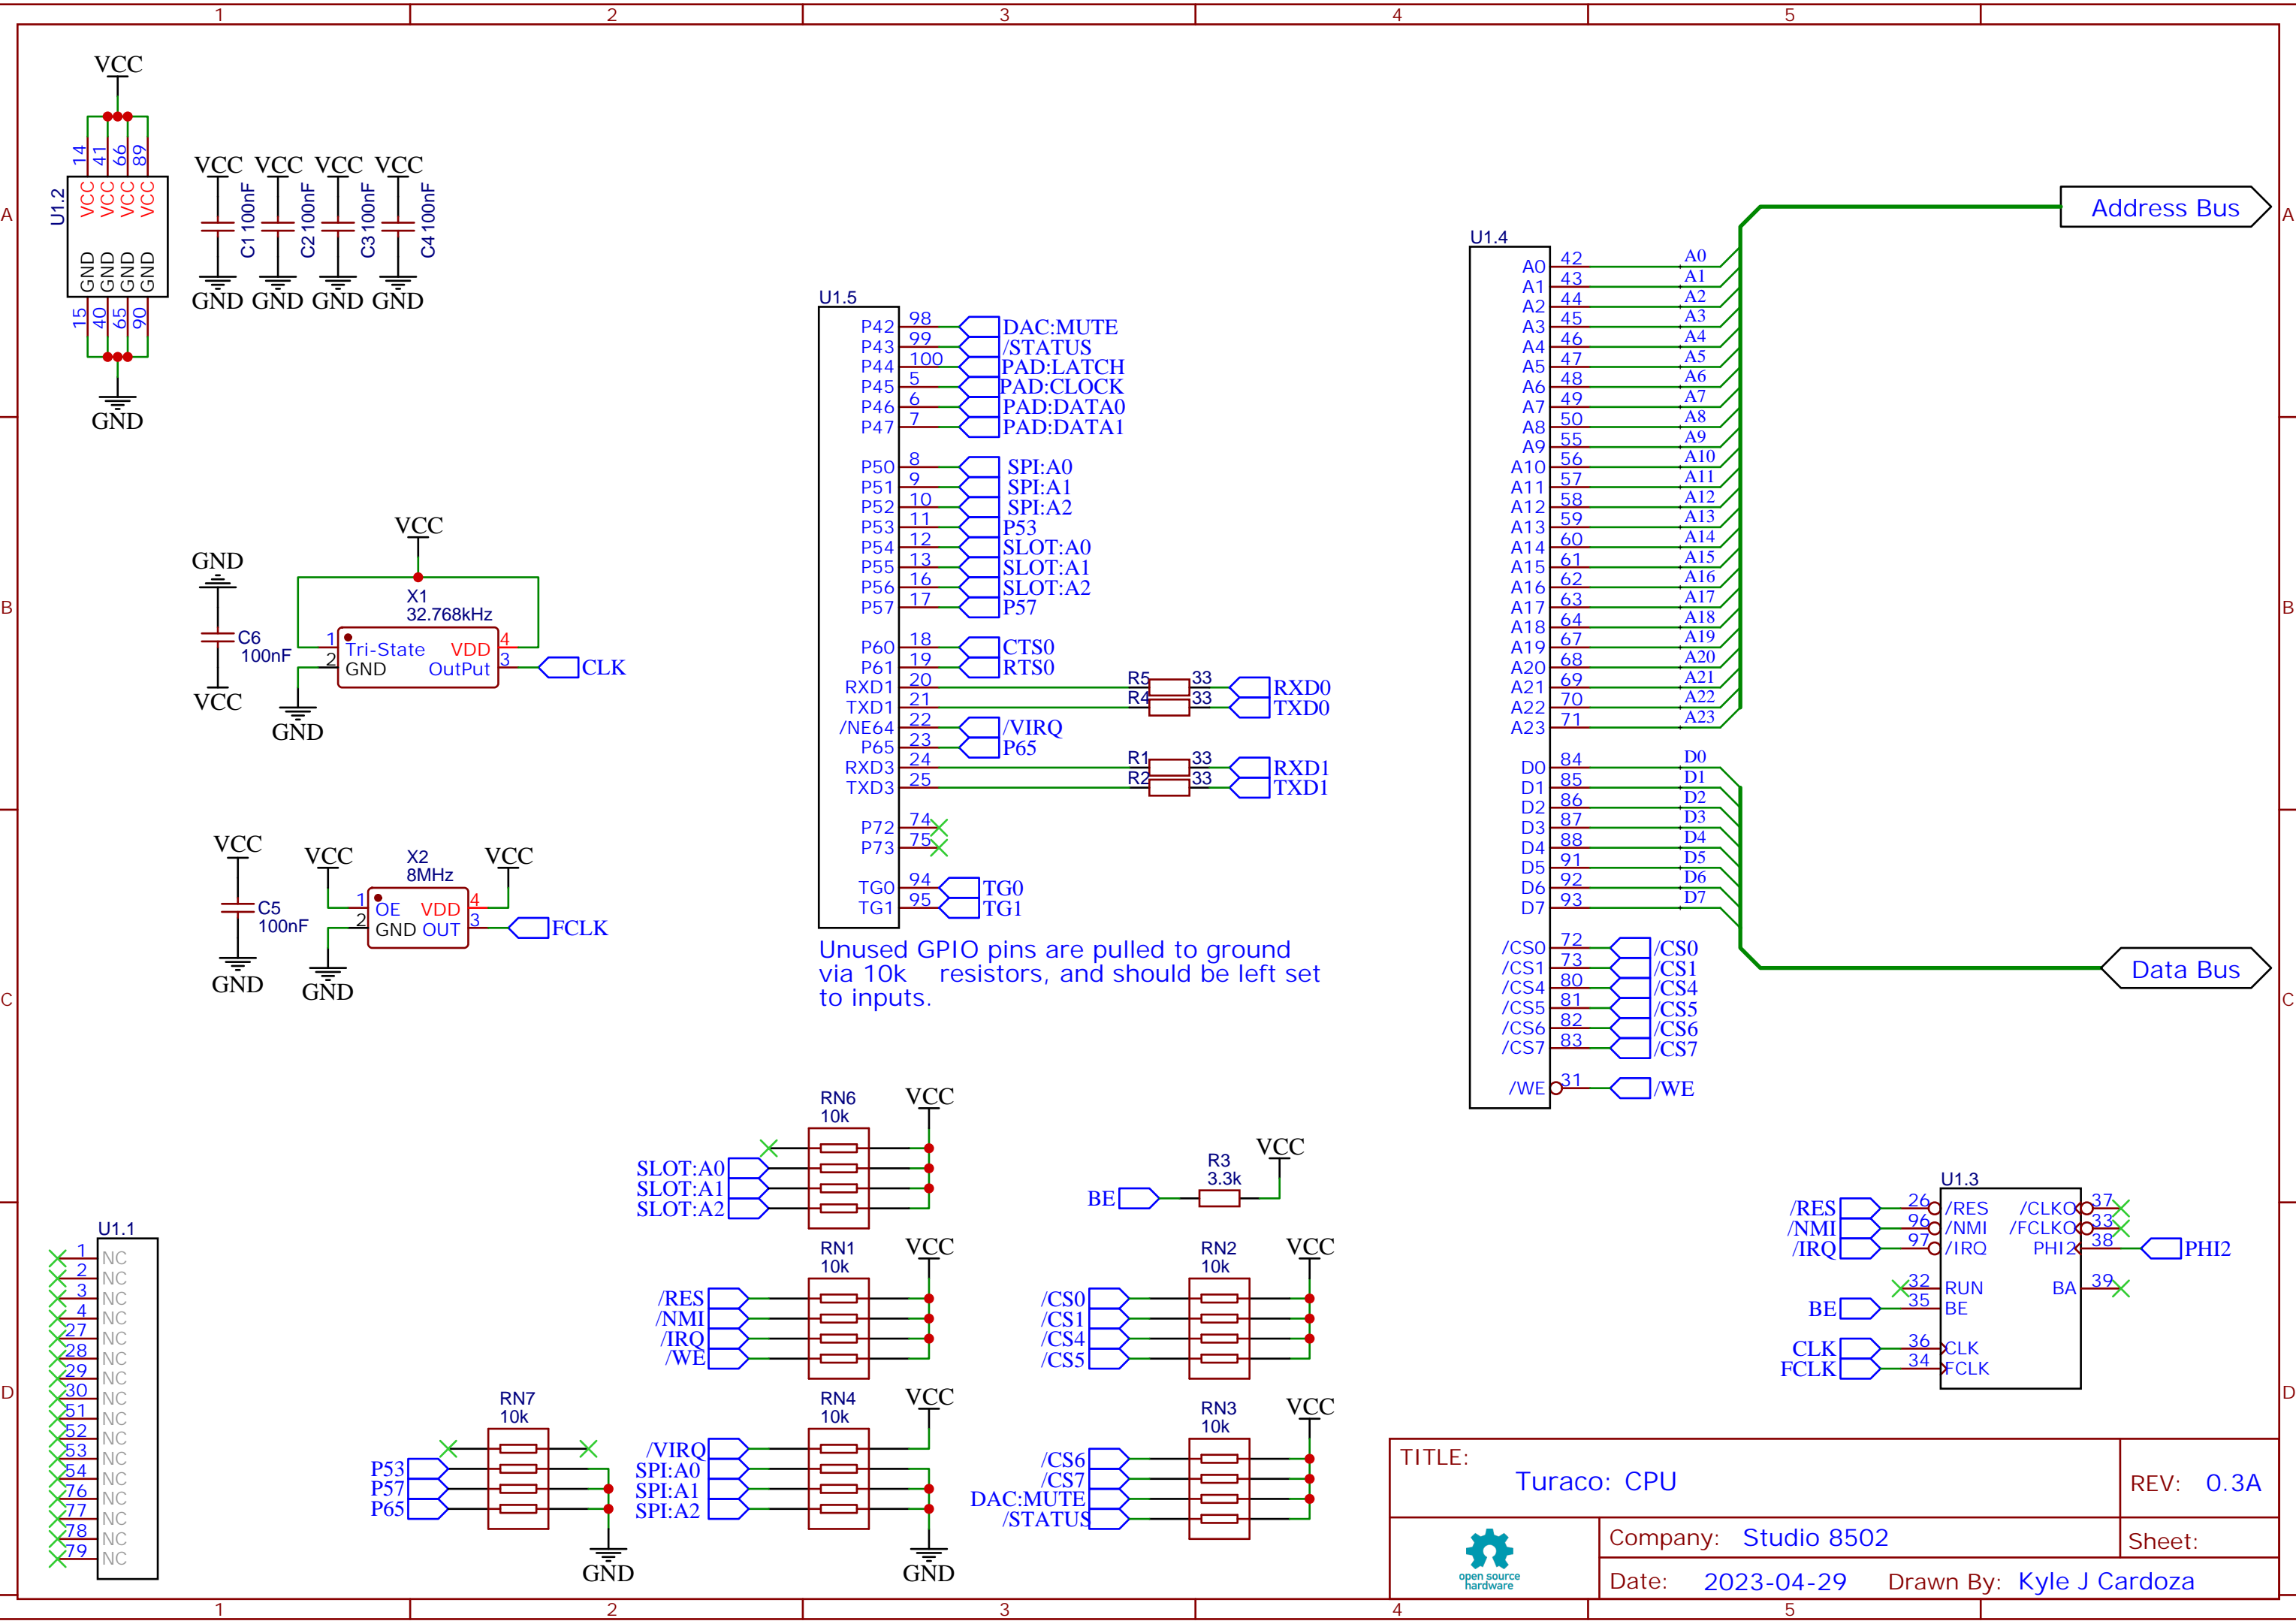 1 2 3 4 5
A
B
C
D
A
B
C
D
1 2 3 4 5
VCC
14 41 66 89
U1.2
VCC VCC VCC VCC
GND GND GND GND
15 40 65 90
GND
VCC VCC VCC VCC
C1 100nF
C2 100nF
C3 100nF
C4 100nF
GND GND GND GND
VCC
GND
C6
100nF
VCC
X1
32.768kHz
1 Tri-State VDD 4
2 GND OutPut 3 CLK
GND
VCC
C5
100nF
GND
VCC
X2
8MHz
VCC
1 OE VDD 4
2 GND OUT 3 FCLK
GND
U1.1
1 NC
2 NC
3 NC
4 NC
27 NC
28 NC
29 NC
30 NC
51 NC
52 NC
53 NC
54 NC
76 NC
77 NC
78 NC
79 NC
U1.5
P42 98 DAC:MUTE
P43 99 /STATUS
P44 100 PAD:LATCH
P45 5 PAD:CLOCK
P46 6 PAD:DATA0
P47 7 PAD:DATA1
P50 8 SPI:A0
P51 9 SPI:A1
P52 10 SPI:A2
P53 11 P53
P54 12 SLOT:A0
P55 13 SLOT:A1
P56 16 SLOT:A2
P57 17 P57
P60 18 CTS0
P61 19 RTS0
RXD1 20 R5 33 RXD0
TXD1 21 R4 33 TXD0
/NE64 22 /VIRQ
P65 23 P65
RXD3 24 R1 33 RXD1
TXD3 25 R2 33 TXD1
P72 74
P73 75
TG0 94 TG0
TG1 95 TG1
Unused GPIO pins are pulled to ground
via 10k resistors, and should be left set
to inputs.
U1.4
A0 42 A0
A1 43 A1
A2 44 A2
A3 45 A3
A4 46 A4
A5 47 A5
A6 48 A6
A7 49 A7
A8 50 A8
A9 55 A9
A10 56 A10
A11 57 A11
A12 58 A12
A13 59 A13
A14 60 A14
A15 61 A15
A16 62 A16
A17 63 A17
A18 64 A18
A19 67 A19
A20 68 A20
A21 69 A21
A22 70 A22
A23 71 A23
D0 84 D0
D1 85 D1
D2 86 D2
D3 87 D3
D4 88 D4
D5 91 D5
D6 92 D6
D7 93 D7
/CS0 72 /CS0
/CS1 73 /CS1
/CS4 80 /CS4
/CS5 81 /CS5
/CS6 82 /CS6
/CS7 83 /CS7
/WE 31 /WE
Address Bus
Data Bus
RN6
10k
VCC
SLOT:A0
SLOT:A1
SLOT:A2
R3
3.3k
VCC
BE
RN1
10k
VCC
/RES
/NMI
/IRQ
/WE
RN2
10k
VCC
/CS0
/CS1
/CS4
/CS5
RN7
10k
P53
P57
P65
GND
RN4
10k
VCC
/VIRQ
SPI:A0
SPI:A1
SPI:A2
GND
RN3
10k
VCC
/CS6
/CS7
DAC:MUTE
/STATUS
U1.3
/RES 26 /RES /CLKO 37
/NMI 96 /NMI /FCLKO 33
/IRQ 97 /IRQ PHI2 38 PHI2
32 RUN BA 39
BE 35 BE
CLK 36 CLK
FCLK 34 FCLK
TITLE:
Turaco: CPU
REV: 0.3A
open source
hardware
Company: Studio 8502
Sheet:
Date: 2023-04-29 Drawn By: Kyle J Cardoza